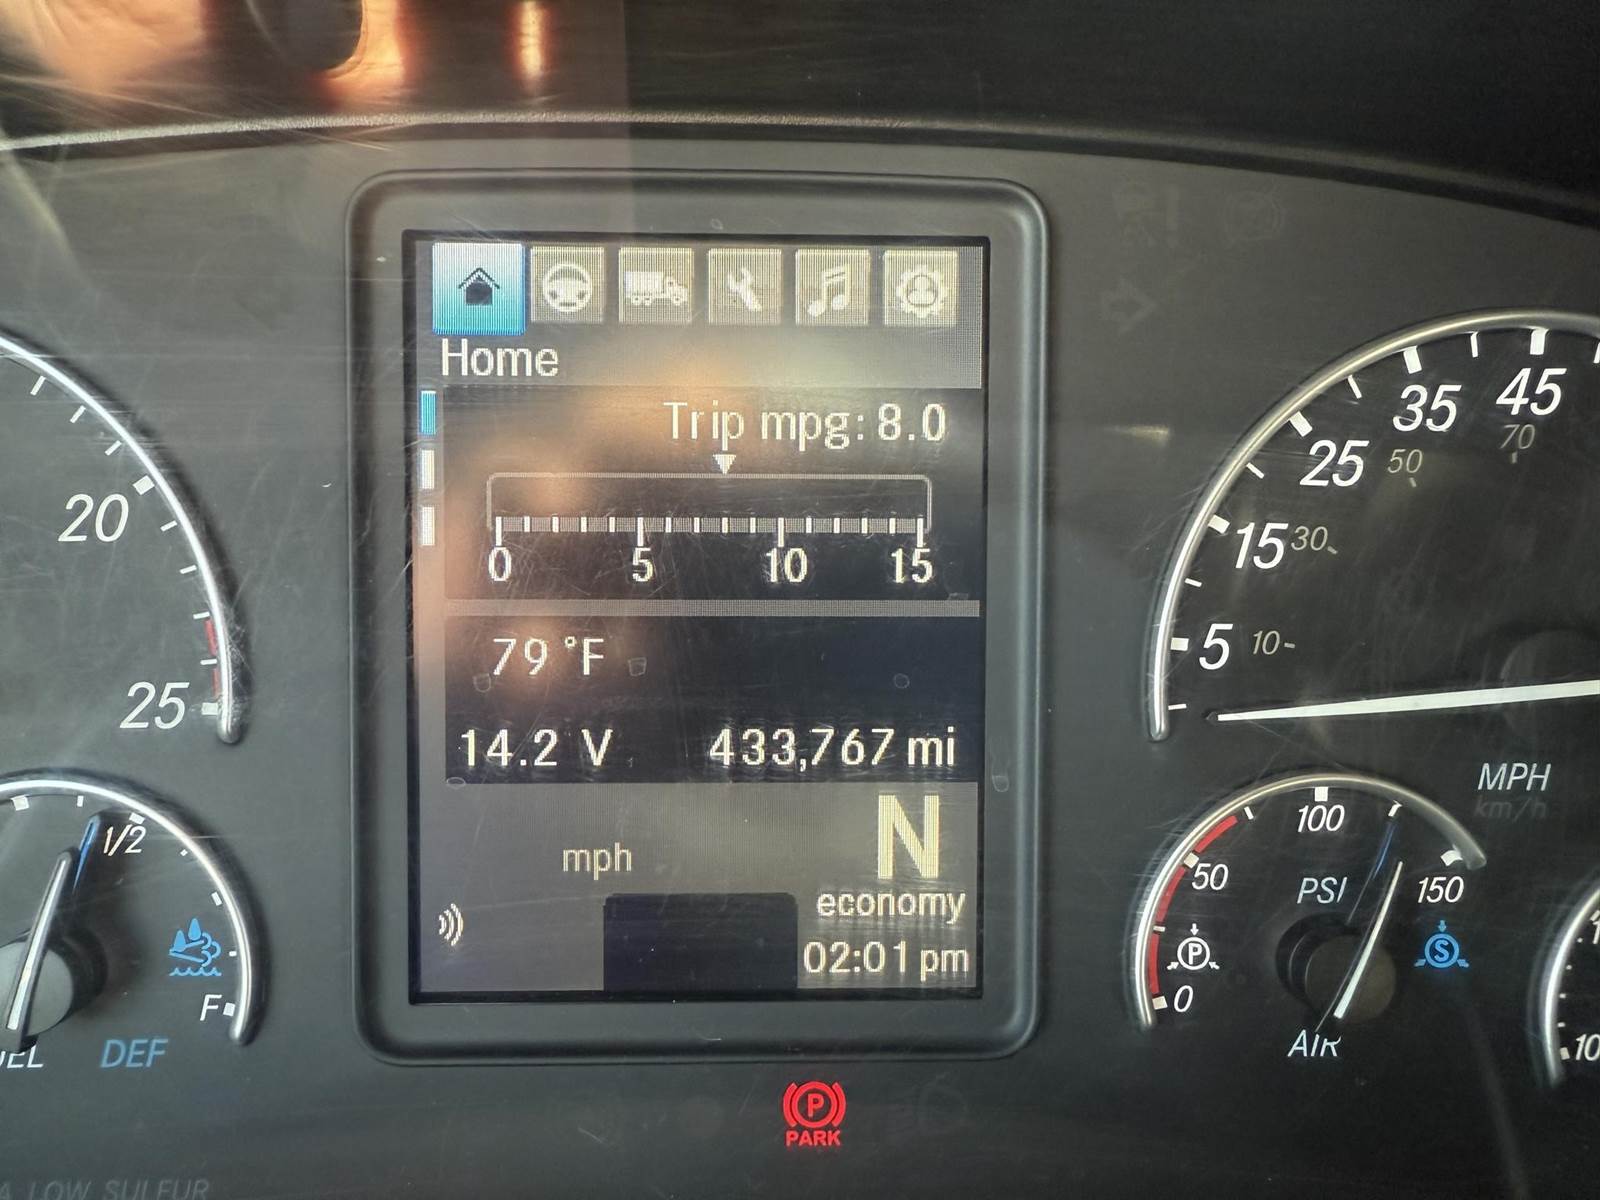 Home
Trip mpg: 8.0
0 5 10 15
79 °F
14.2 V 433,767 mi
N
mph
economy
02:01 pm
20
25
1/2
F
DEF
45
35
70
25 50
15 30
5 10
MPH
km/h
100
50
PSI 150
P
S
0
AIR
P
PARK
LOW SULFUR